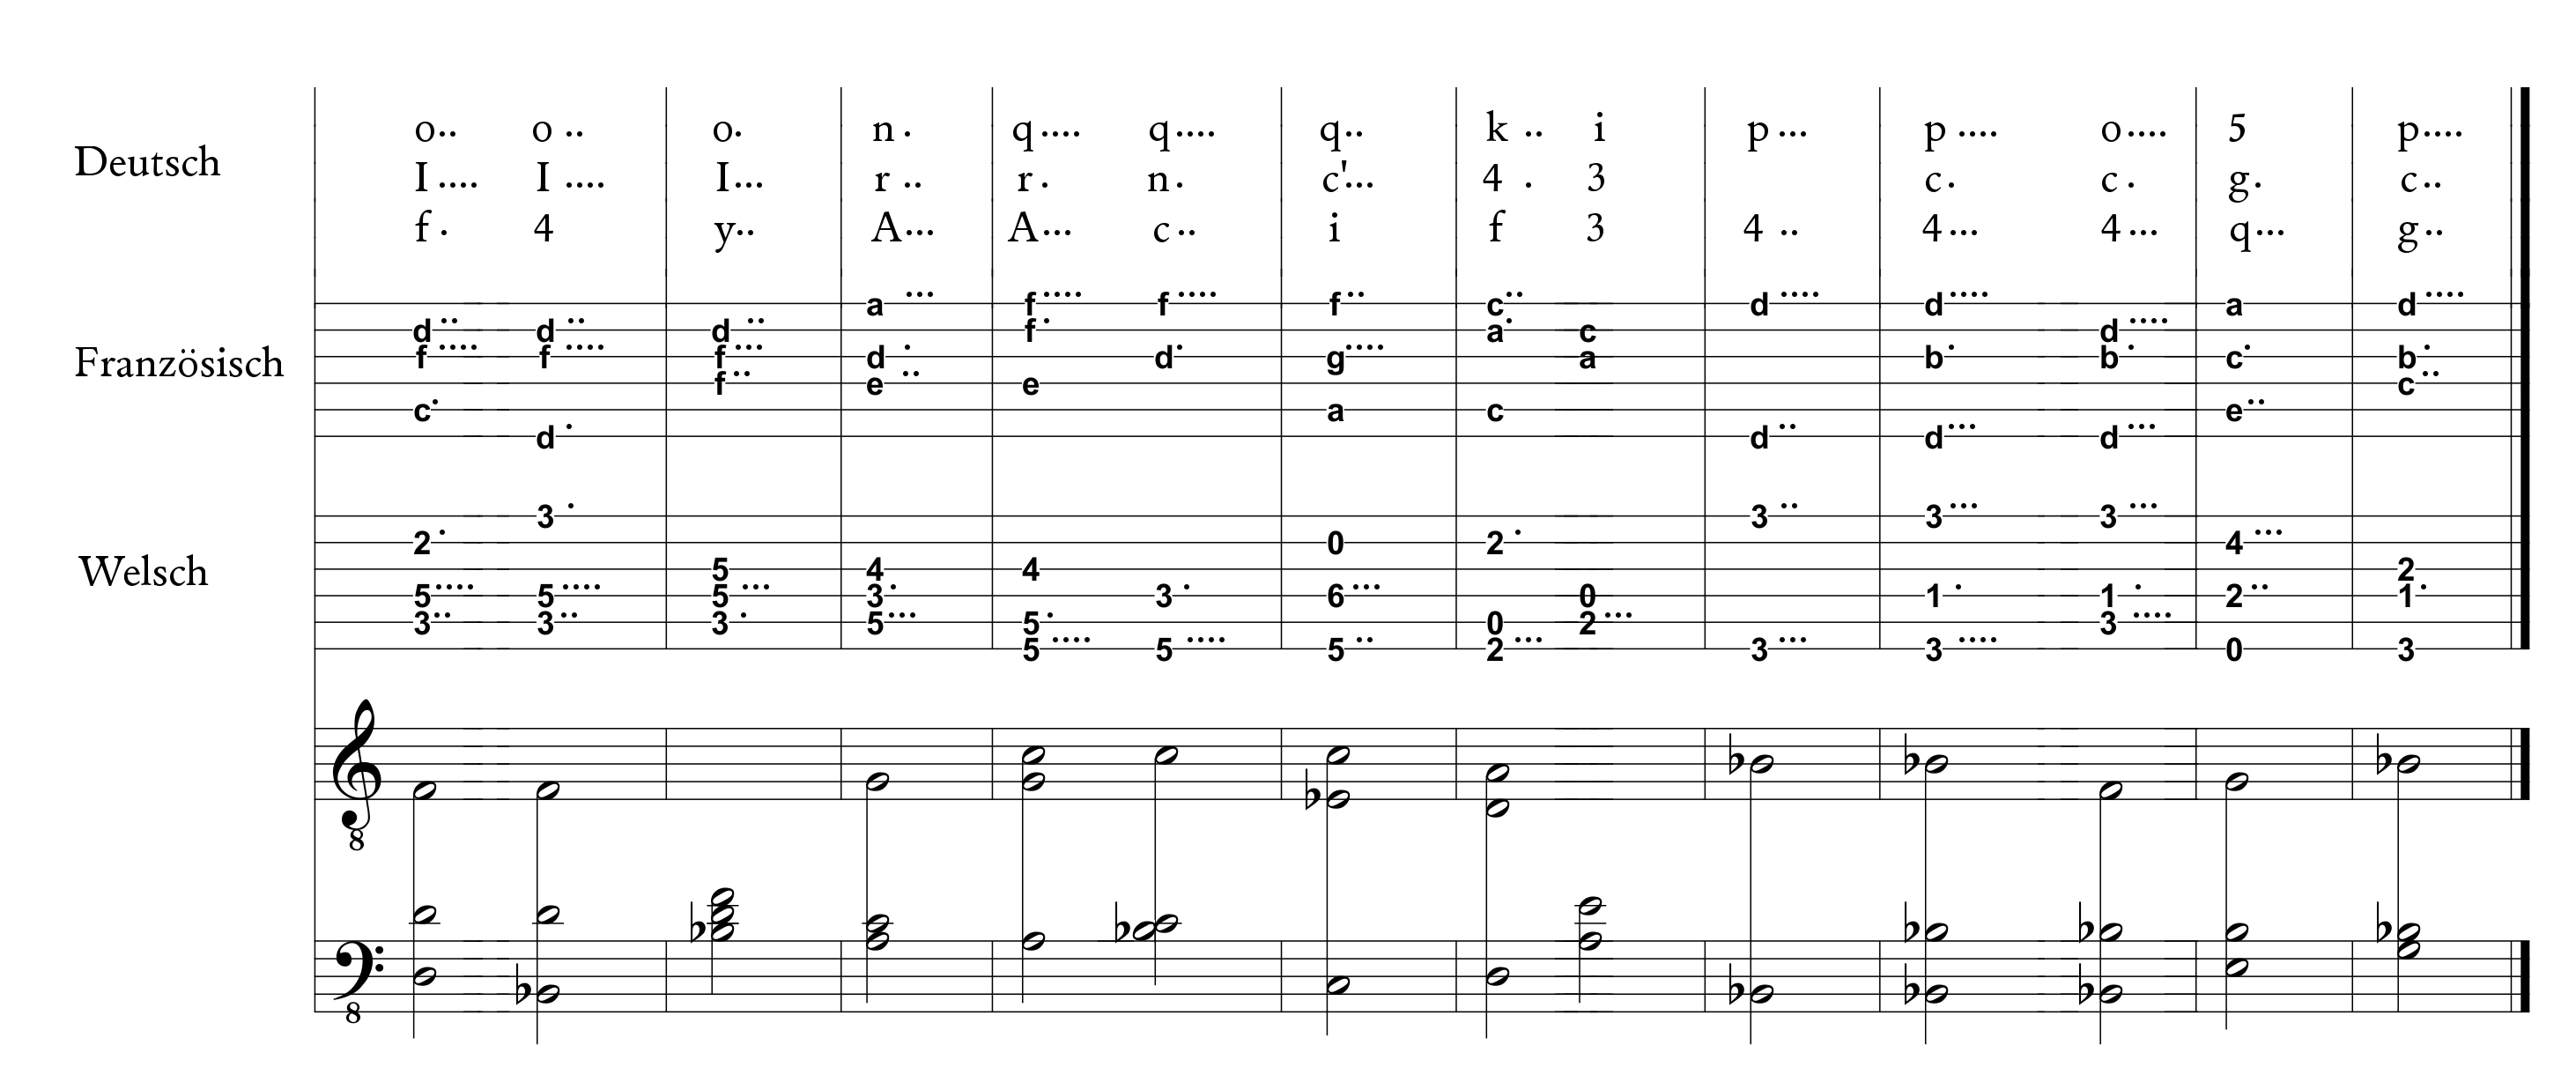 o·· o ·· o· n · q ···· q ···· q·· k ·· i p ··· p ···· o ···· 5 p····
Deutsch
I ···· I ···· I··· r ·· r · n · c'··· 4 · 3 c · c · g· c ··
f · 4 y·· A··· A··· c ·· i f 3 4 ·· 4 ··· 4 ··· q··· g··
a ··· f ···· f ···· f ·· c·· d ···· d ···· a d ····
d ·· d ·· d ·· f · a· c d ····
f ···· f ···· f ··· d · d· g ···· a b · b · c· b ·
Französisch
f ·· e ·· e c ··
c· a c e ··
d · d ·· d ··· d ···
3 · 3 ·· 3 ··· 3 ···
2 · 0 2 · 4 ···
5 4 4 2
Welsch
5 ···· 5 ···· 5 ··· 3 · 3 · 6 ··· 0 1 · 1 · 2 ·· 1 ·
3 ·· 3 ·· 3 · 5 ··· 5 · 0 2 ··· 3 ····
5 ···· 5 ···· 5 ·· 2 ··· 3 ··· 3 ···· 0 3
8
8